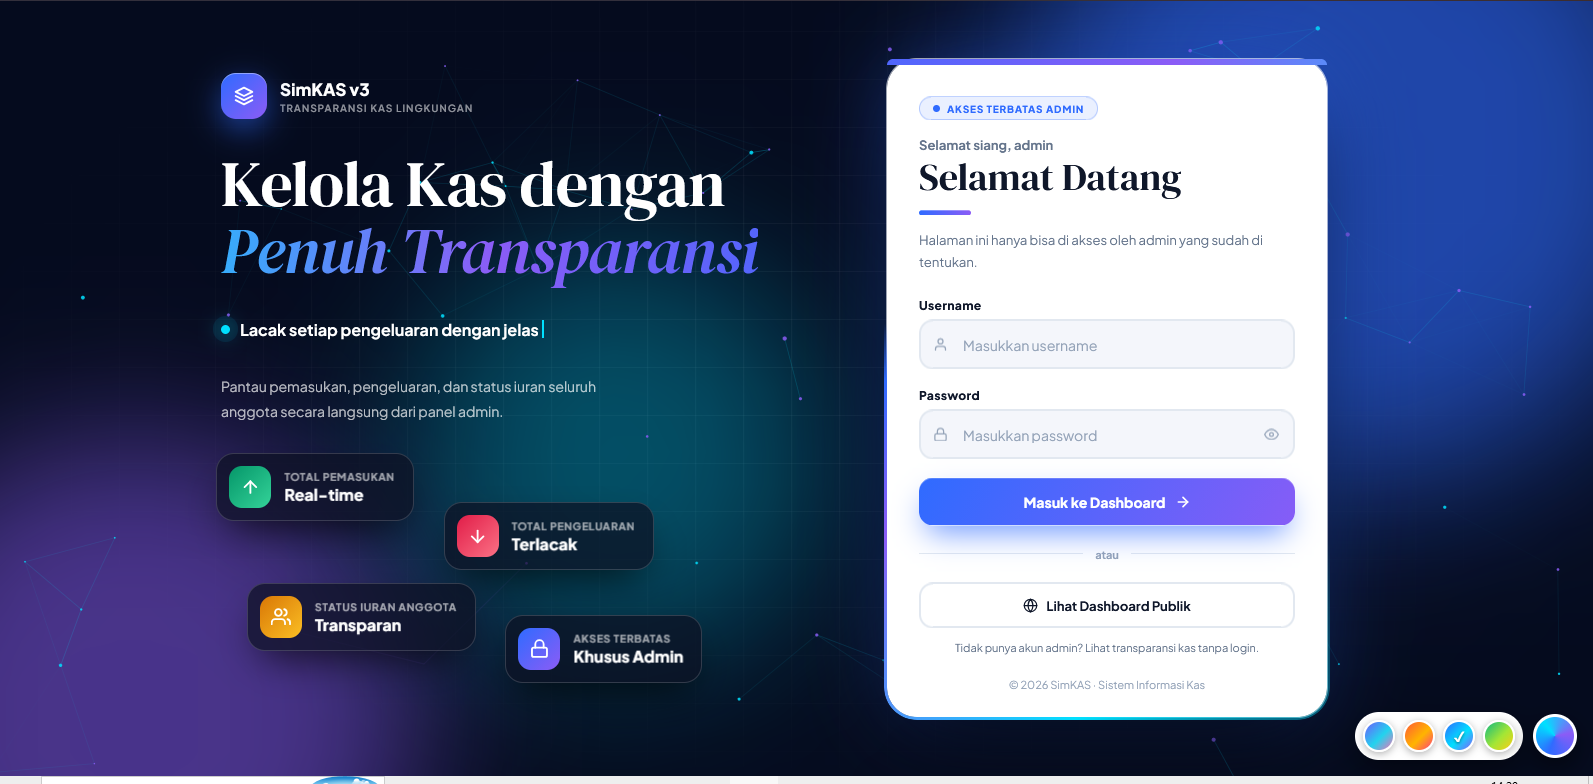 SimKAS v3
TRANSPARANSI KAS LINGKUNGAN
Kelola Kas dengan
Penuh Transparansi
Lacak setiap pengeluaran dengan jelas
Pantau pemasukan, pengeluaran, dan status iuran seluruh
anggota secara langsung dari panel admin.
TOTAL PEMASUKAN
Real-time
TOTAL PENGELUARAN
Terlacak
STATUS IURAN ANGGOTA
Transparan
AKSES TERBATAS
Khusus Admin
AKSES TERBATAS ADMIN
Selamat siang, admin
Selamat Datang
Halaman ini hanya bisa di akses oleh admin yang sudah di
tentukan.
Username
Masukkan username
Password
Masukkan password
Masuk ke Dashboard
atau
Lihat Dashboard Publik
Tidak punya akun admin? Lihat transparansi kas tanpa login.
© 2026 SimKAS · Sistem Informasi Kas